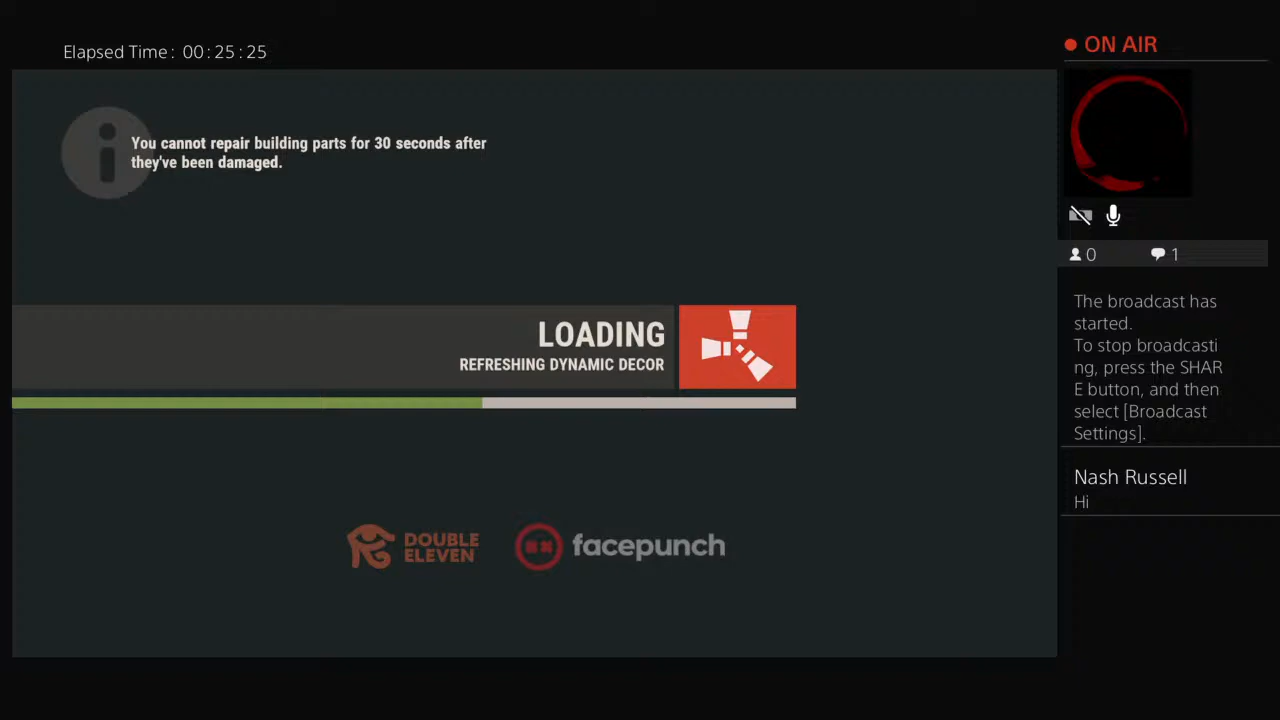 Elapsed Time: 00:25:25
ON AIR
You cannot repair building parts for 30 seconds after
they've been damaged.
LOADING
REFRESHING DYNAMIC DECOR
DOUBLE
ELEVEN
facepunch
0 1
The broadcast has
started.
To stop broadcasti
ng, press the SHAR
E button, and then
select [Broadcast
Settings].
Nash Russell
Hi